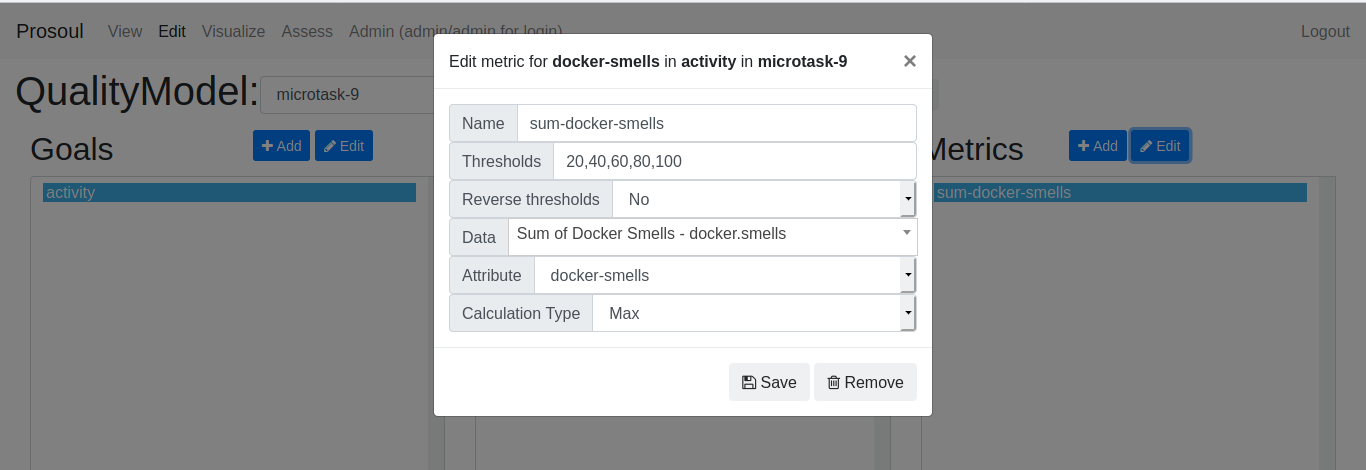 Prosoul View Edit Visualize Assess Admin (admin/admin for login) Logout
QualityModel: microtask-9
Goals Add Edit
activity
Metrics Add Edit
sum-docker-smells
Edit metric for docker-smells in activity in microtask-9 ×
Name sum-docker-smells
Thresholds 20,40,60,80,100
Reverse thresholds No
Data Sum of Docker Smells - docker.smells
Attribute docker-smells
Calculation Type Max
Save Remove